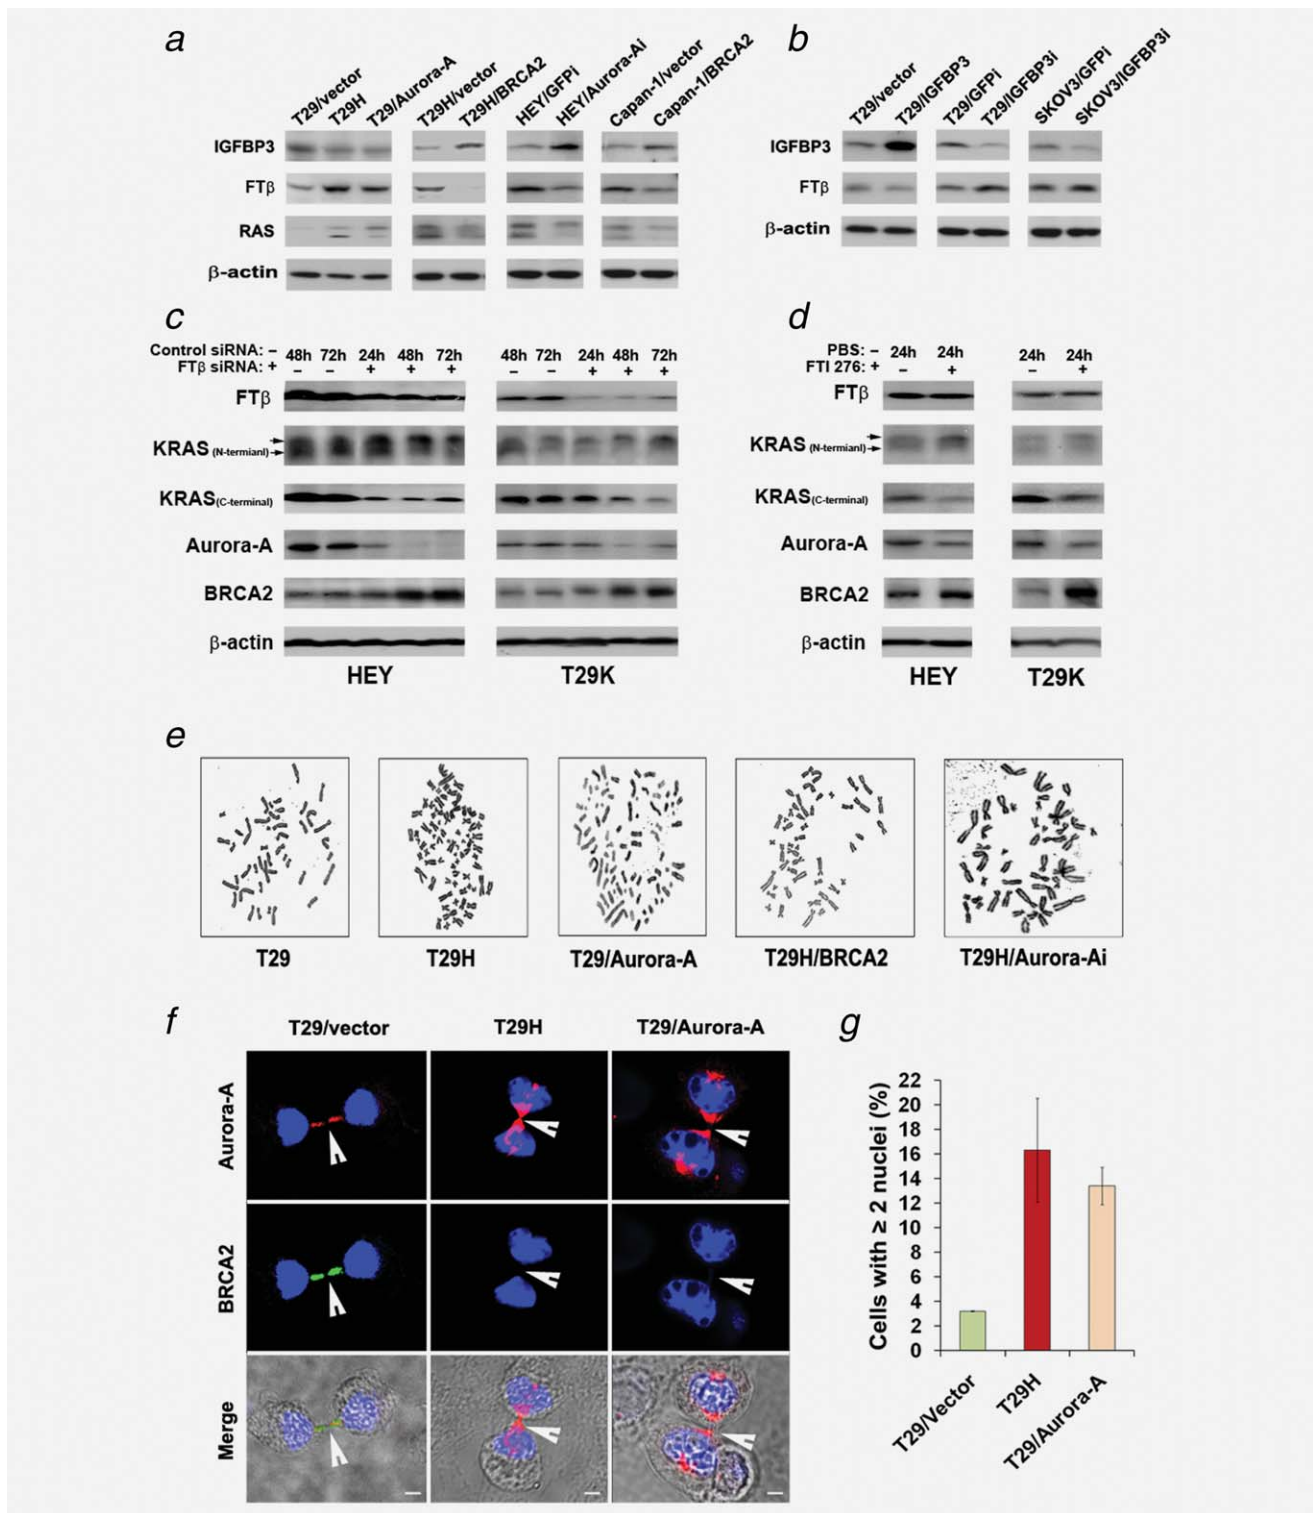 a
T29/vector
T29H
T29/Aurora-A
T29H/vector
T29H/BRCA2
HEY/GFPi
HEY/Aurora-Ai
Capan-1/vector
Capan-1/BRCA2
IGFBP3
FTβ
RAS
β-actin
b
T29/vector
T29/IGFBP3
T29/GFPi
T29/IGFBP3i
SKOV3/GFPi
SKOV3/IGFBP3i
IGFBP3
FTβ
β-actin
c
Control siRNA: – 48h 72h 24h 48h 72h 48h 72h 24h 48h 72h
FTβ siRNA: + – – + + + – – + + +
FTβ
KRAS (N-termianl)
KRAS (C-terminal)
Aurora-A
BRCA2
β-actin
HEY T29K
d
PBS: – 24h 24h 24h 24h
FTI 276: + – + – +
FTβ
KRAS (N-termianl)
KRAS (C-terminal)
Aurora-A
BRCA2
β-actin
HEY T29K
e
T29 T29H T29/Aurora-A T29H/BRCA2 T29H/Aurora-Ai
f
T29/vector T29H T29/Aurora-A
Aurora-A
BRCA2
Merge
g
Cells with ≥ 2 nuclei (%)
22
20
18
16
14
12
10
8
6
4
2
0
T29/Vector
T29H
T29/Aurora-A